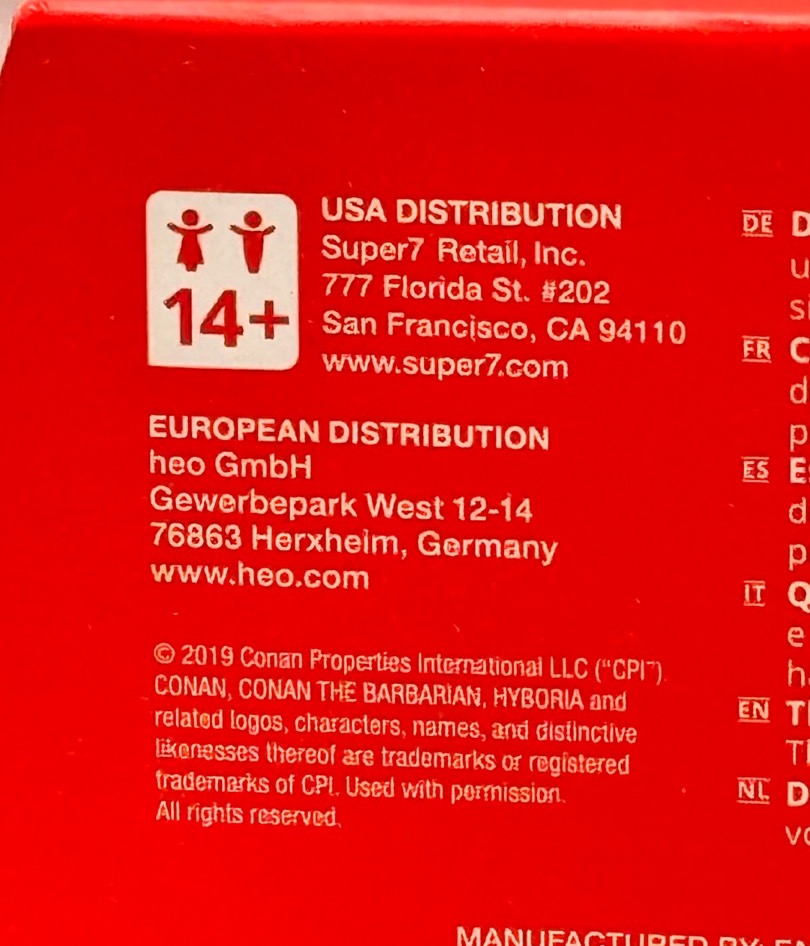 14+
USA DISTRIBUTION
Super7 Retail, Inc.
777 Florida St. #202
San Francisco, CA 94110
www.super7.com
EUROPEAN DISTRIBUTION
heo GmbH
Gewerbepark West 12-14
76863 Herxheim, Germany
www.heo.com
© 2019 Conan Properties International LLC (“CPI”).
CONAN, CONAN THE BARBARIAN, HYBORIA and
related logos, characters, names, and distinctive
likenesses thereof are trademarks or registered
trademarks of CPI. Used with permission.
All rights reserved.
DE
FR
ES
IT
EN
NL
MANUFACTURED BY: